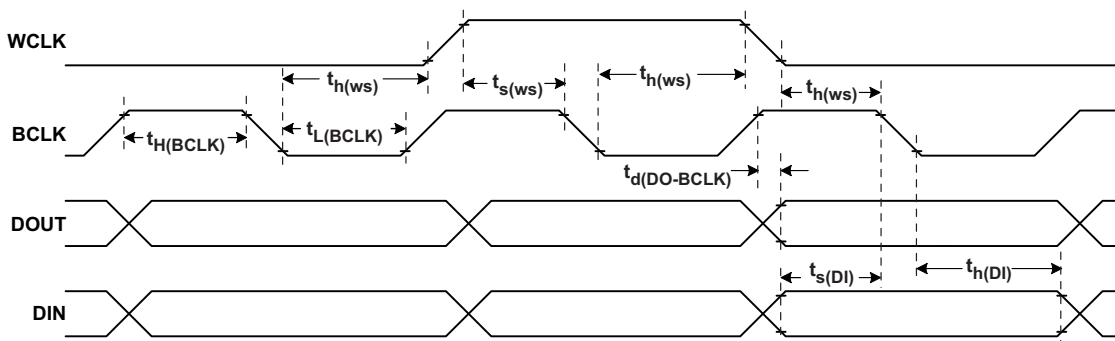 WCLK
t_h(ws)
t_s(ws)
t_h(ws)
t_h(ws)
BCLK
t_H(BCLK)
t_L(BCLK)
t_d(DO-BCLK)
DOUT
t_s(DI)
t_h(DI)
DIN